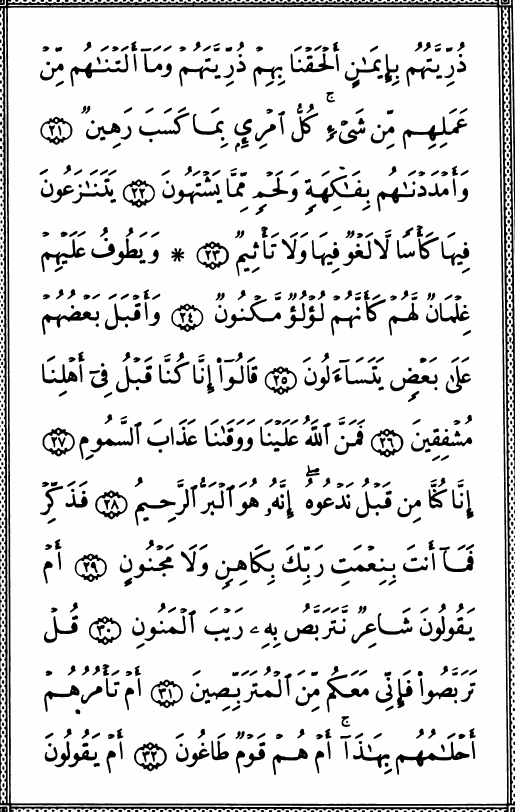 ذُرِّيَّتُهُم بِإِيمَـٰنٍ أَلْحَقْنَا بِهِمْ ذُرِّيَّتَهُمْ وَمَآ أَلَتْنَـٰهُم مِّنْ
عَمَلِهِم مِّن شَىْءٍۚ كُلُّ ٱمْرِئٍۭ بِمَا كَسَبَ رَهِينٌ ٢١
وَأَمْدَدْنَـٰهُم بِفَـٰكِهَةٍ وَلَحْمٍ مِّمَّا يَشْتَهُونَ ٢٢ يَتَنَـٰزَعُونَ
فِيهَا كَأْسًا لَّا لَغْوٌ فِيهَا وَلَا تَأْثِيمٌ ٢٣ * وَيَطُوفُ عَلَيْهِمْ
غِلْمَانٌ لَّهُمْ كَأَنَّهُمْ لُؤْلُؤٌ مَّكْنُونٌ ٢٤ وَأَقْبَلَ بَعْضُهُمْ
عَلَىٰ بَعْضٍ يَتَسَآءَلُونَ ٢٥ قَالُوٓا۟ إِنَّا كُنَّا قَبْلُ فِىٓ أَهْلِنَا
مُشْفِقِينَ ٢٦ فَمَنَّ ٱللَّهُ عَلَيْنَا وَوَقَىٰنَا عَذَابَ ٱلسَّمُومِ ٢٧
إِنَّا كُنَّا مِن قَبْلُ نَدْعُوهُۖ إِنَّهُۥ هُوَ ٱلْبَرُّ ٱلرَّحِيمُ ٢٨ فَذَكِّرْ
فَمَآ أَنتَ بِنِعْمَتِ رَبِّكَ بِكَاهِنٍ وَلَا مَجْنُونٍ ٢٩ أَمْ
يَقُولُونَ شَاعِرٌ نَّتَرَبَّصُ بِهِۦ رَيْبَ ٱلْمَنُونِ ٣٠ قُلْ
تَرَبَّصُوا۟ فَإِنِّى مَعَكُم مِّنَ ٱلْمُتَرَبِّصِينَ ٣١ أَمْ تَأْمُرُهُمْ
أَحْلَـٰمُهُم بِهَـٰذَآۚ أَمْ هُمْ قَوْمٌ طَاغُونَ ٣٢ أَمْ يَقُولُونَ